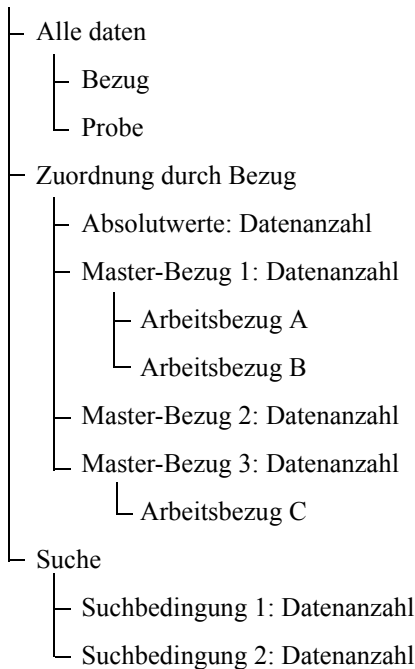 Alle daten
Bezug
Probe
Zuordnung durch Bezug
Absolutwerte: Datenanzahl
Master-Bezug 1: Datenanzahl
Arbeitsbezug A
Arbeitsbezug B
Master-Bezug 2: Datenanzahl
Master-Bezug 3: Datenanzahl
Arbeitsbezug C
Suche
Suchbedingung 1: Datenanzahl
Suchbedingung 2: Datenanzahl